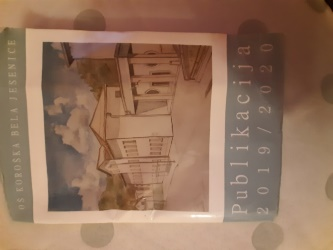 OŠ KOROŠKA BELA JESENICE
Publikacija
2019/2020